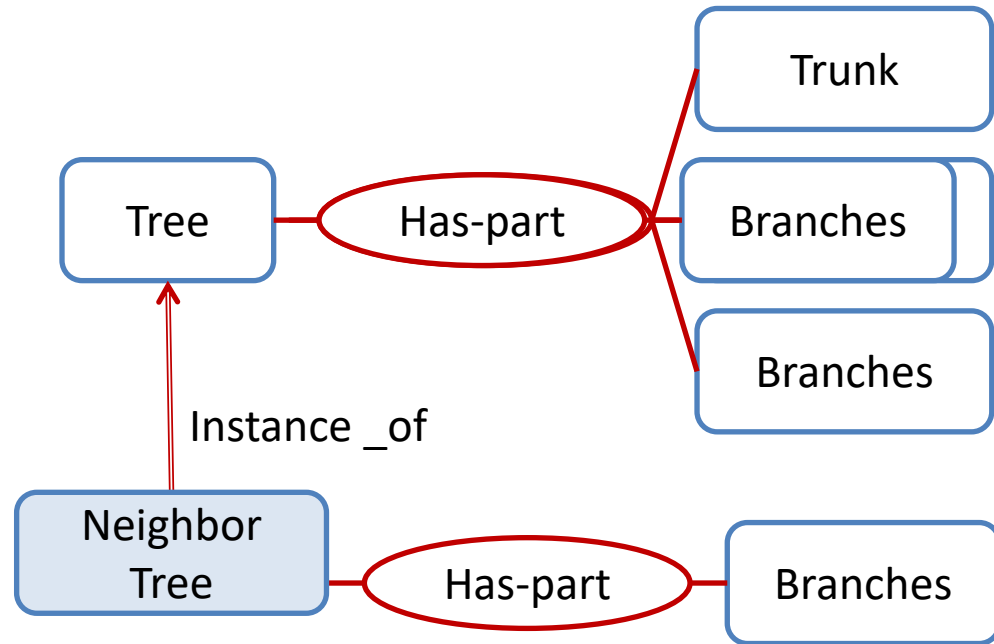 Trunk
Tree
Has-part
Branches
Branches
Instance _of
Neighbor
Tree
Has-part
Branches